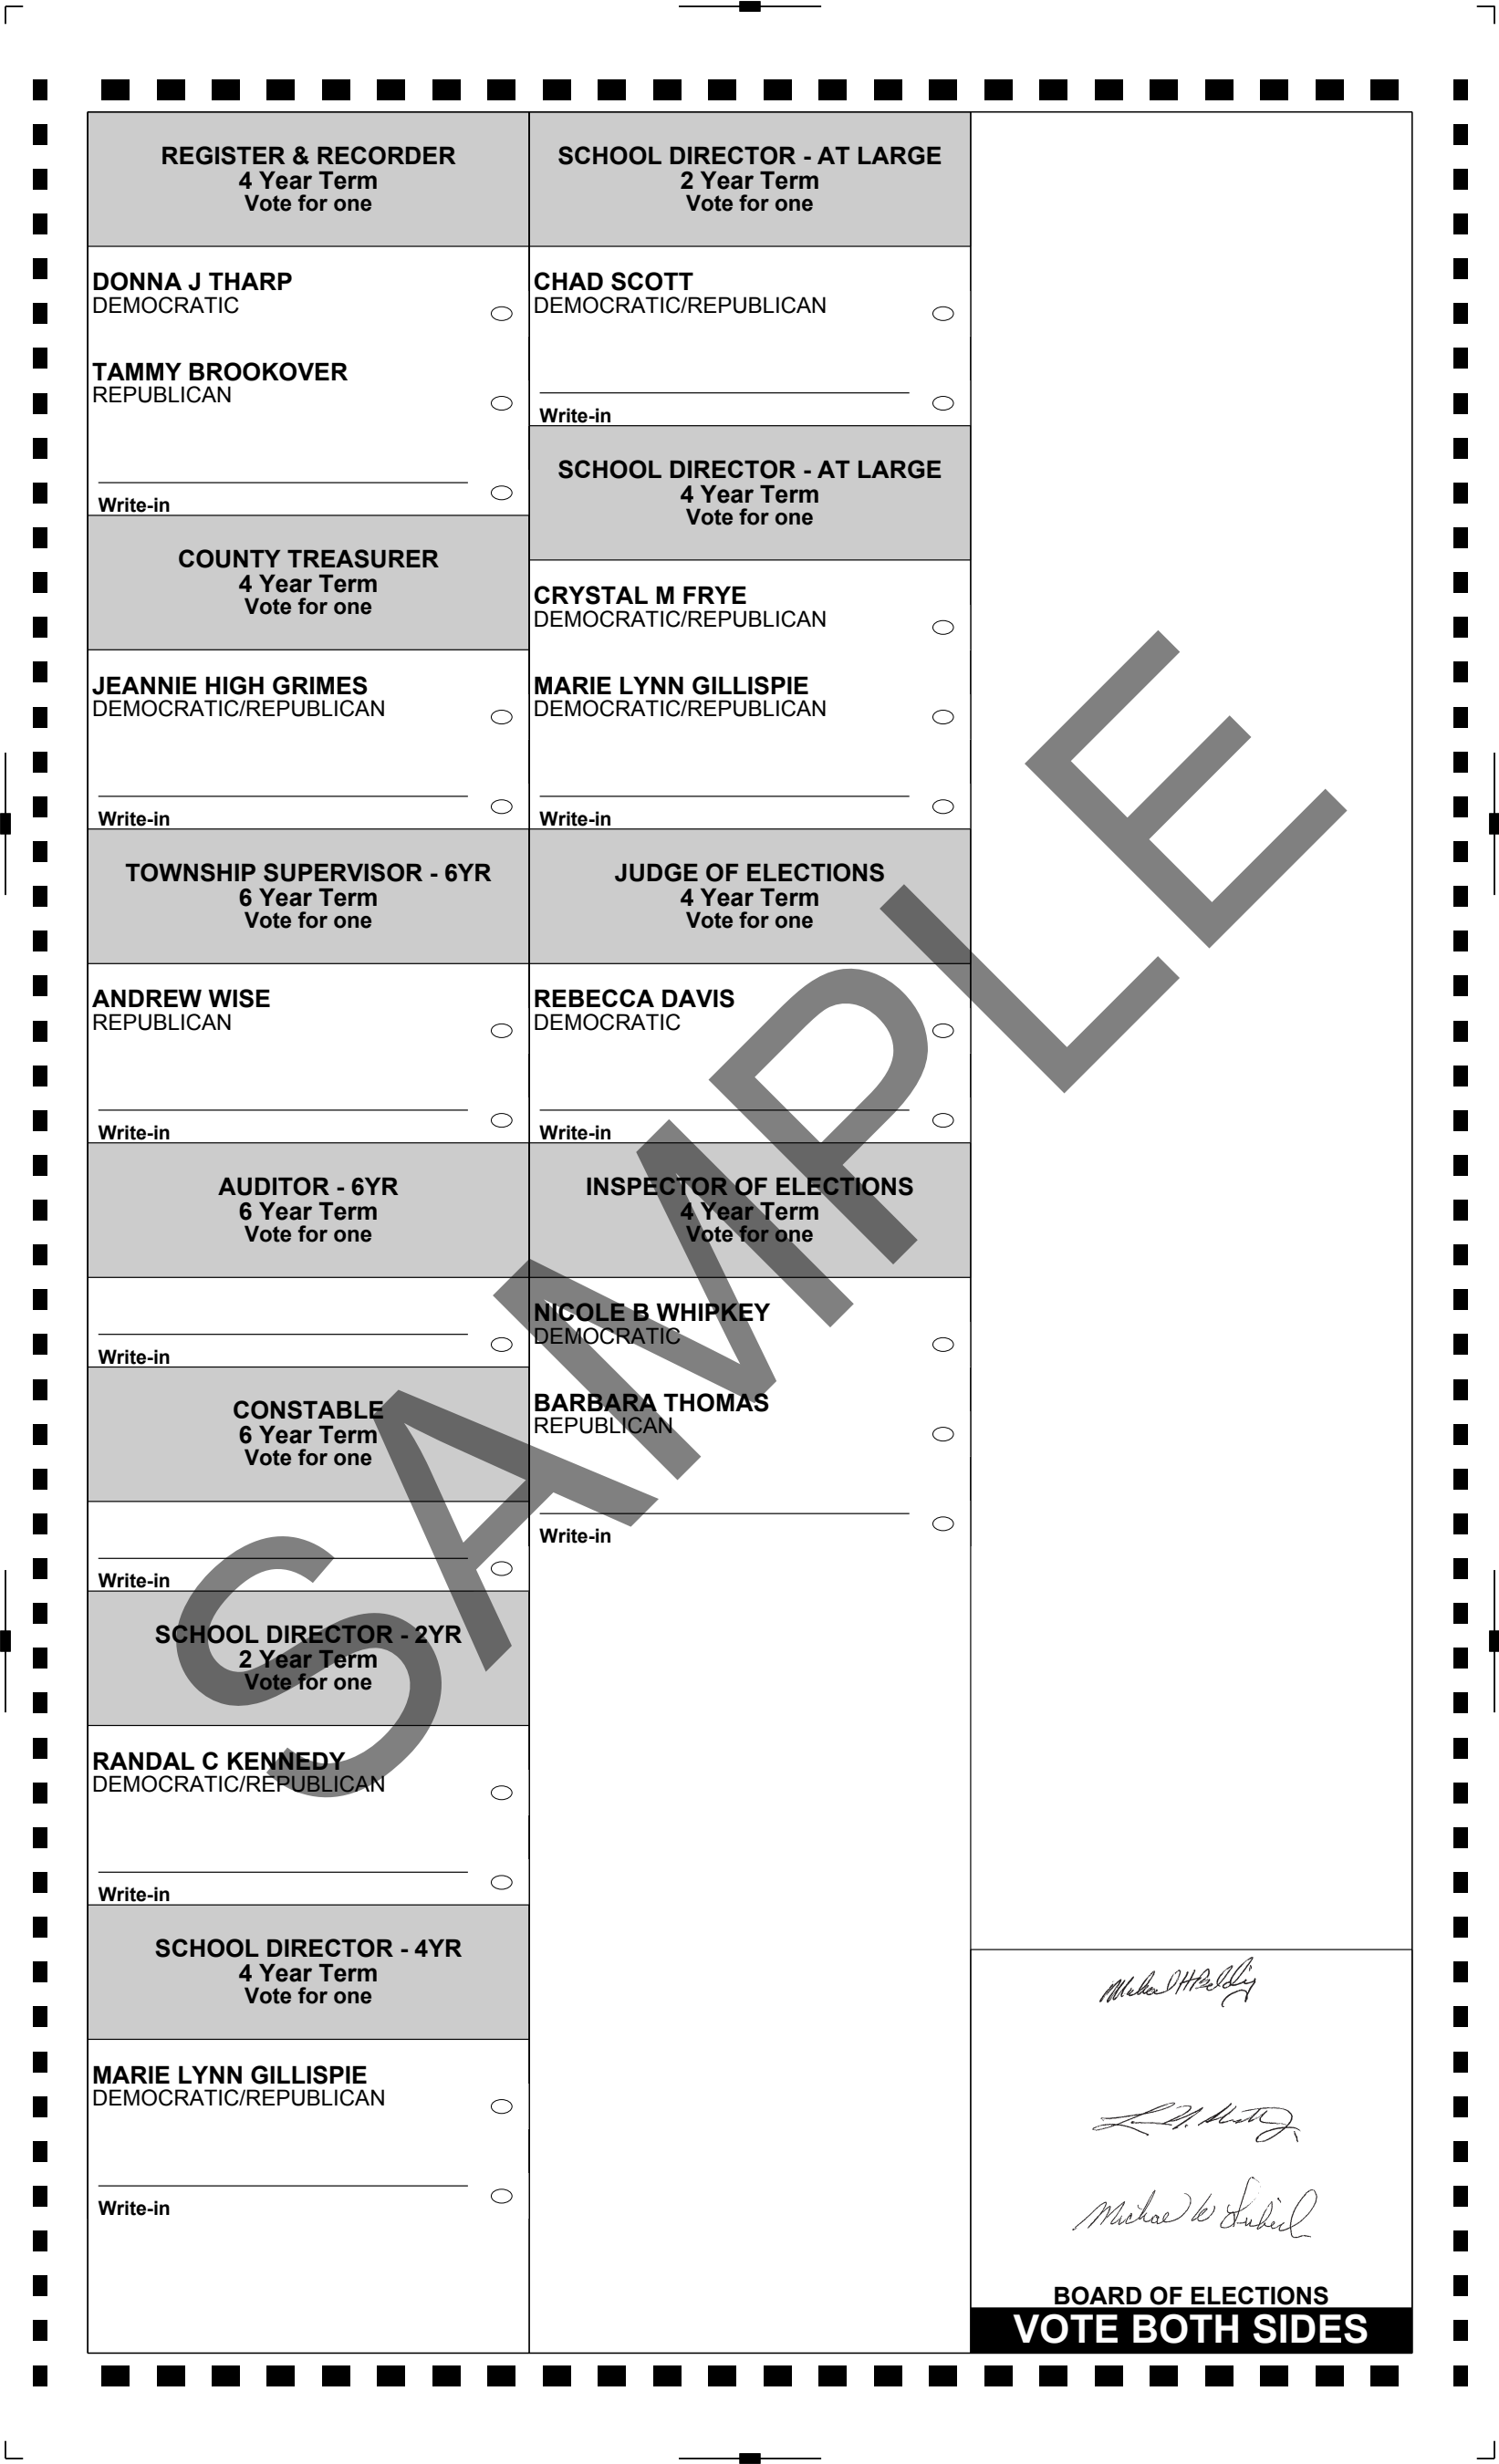 REGISTER & RECORDER
4 Year Term
Vote for one
DONNA J THARP
DEMOCRATIC
TAMMY BROOKOVER
REPUBLICAN
Write-in
COUNTY TREASURER
4 Year Term
Vote for one
JEANNIE HIGH GRIMES
DEMOCRATIC/REPUBLICAN
Write-in
TOWNSHIP SUPERVISOR - 6YR
6 Year Term
Vote for one
ANDREW WISE
REPUBLICAN
Write-in
AUDITOR - 6YR
6 Year Term
Vote for one
Write-in
CONSTABLE
6 Year Term
Vote for one
Write-in
SCHOOL DIRECTOR - 2YR
2 Year Term
Vote for one
RANDAL C KENNEDY
DEMOCRATIC/REPUBLICAN
Write-in
SCHOOL DIRECTOR - 4YR
4 Year Term
Vote for one
MARIE LYNN GILLISPIE
DEMOCRATIC/REPUBLICAN
Write-in
SCHOOL DIRECTOR - AT LARGE
2 Year Term
Vote for one
CHAD SCOTT
DEMOCRATIC/REPUBLICAN
Write-in
SCHOOL DIRECTOR - AT LARGE
4 Year Term
Vote for one
CRYSTAL M FRYE
DEMOCRATIC/REPUBLICAN
MARIE LYNN GILLISPIE
DEMOCRATIC/REPUBLICAN
Write-in
JUDGE OF ELECTIONS
4 Year Term
Vote for one
REBECCA DAVIS
DEMOCRATIC
Write-in
INSPECTOR OF ELECTIONS
4 Year Term
Vote for one
NICOLE B WHIPKEY
DEMOCRATIC
BARBARA THOMAS
REPUBLICAN
Write-in
SAMPLE
Michael W
BOARD OF ELECTIONS
VOTE BOTH SIDES